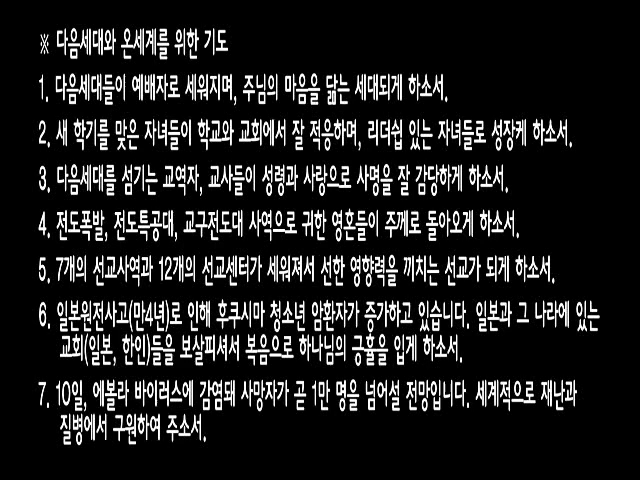 ※ 다음세대와 온세계를 위한 기도
1. 다음세대들이 예배자로 세워지며, 주님의 마음을 닮는 세대되게 하소서.
2. 새 학기를 맞은 자녀들이 학교와 교회에서 잘 적응하며, 리더쉽 있는 자녀들로 성장케 하소서.
3. 다음세대를 섬기는 교역자, 교사들이 성령과 사랑으로 사명을 잘 감당하게 하소서.
4. 전도폭발, 전도특공대, 교구전도대 사역으로 귀한 영혼들이 주께로 돌아오게 하소서.
5. 7개의 선교사역과 12개의 선교센터가 세워져서 선한 영향력을 끼치는 선교가 되게 하소서.
6. 일본원전사고(만4년)로 인해 후쿠시마 청소년 암환자가 증가하고 있습니다. 일본과 그 나라에 있는
교회(일본, 한인)들을 보살피셔서 복음으로 하나님의 긍휼을 입게 하소서.
7. 10일, 에볼라 바이러스에 감염돼 사망자가 곧 1만 명을 넘어설 전망입니다. 세계적으로 재난과
질병에서 구원하여 주소서.